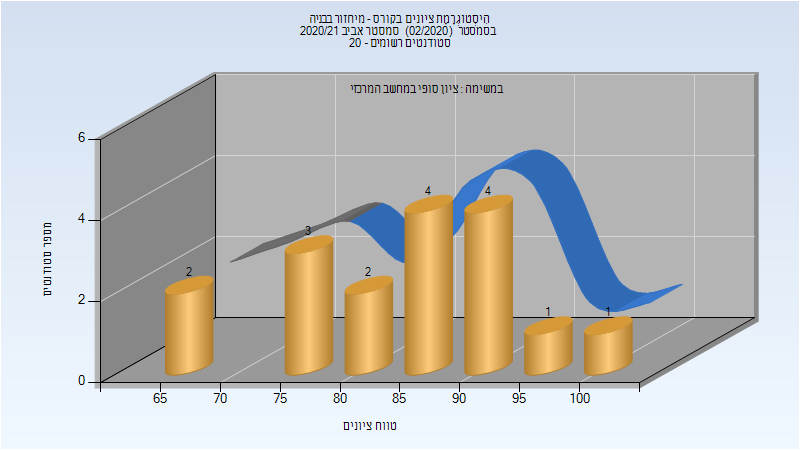 היסטוגרמת ציונים בקורס - מיחזור בבניה
בסמסטר (02/2020) סמסטר אביב 2020/21
סטודנטים רשומים - 20
במשימה : ציון סופי במחשב המרכזי
מספר סטודנטים
6
4
2
0
2
3
2
4
4
1
1
65 70 75 80 85 90 95 100
טווח ציונים